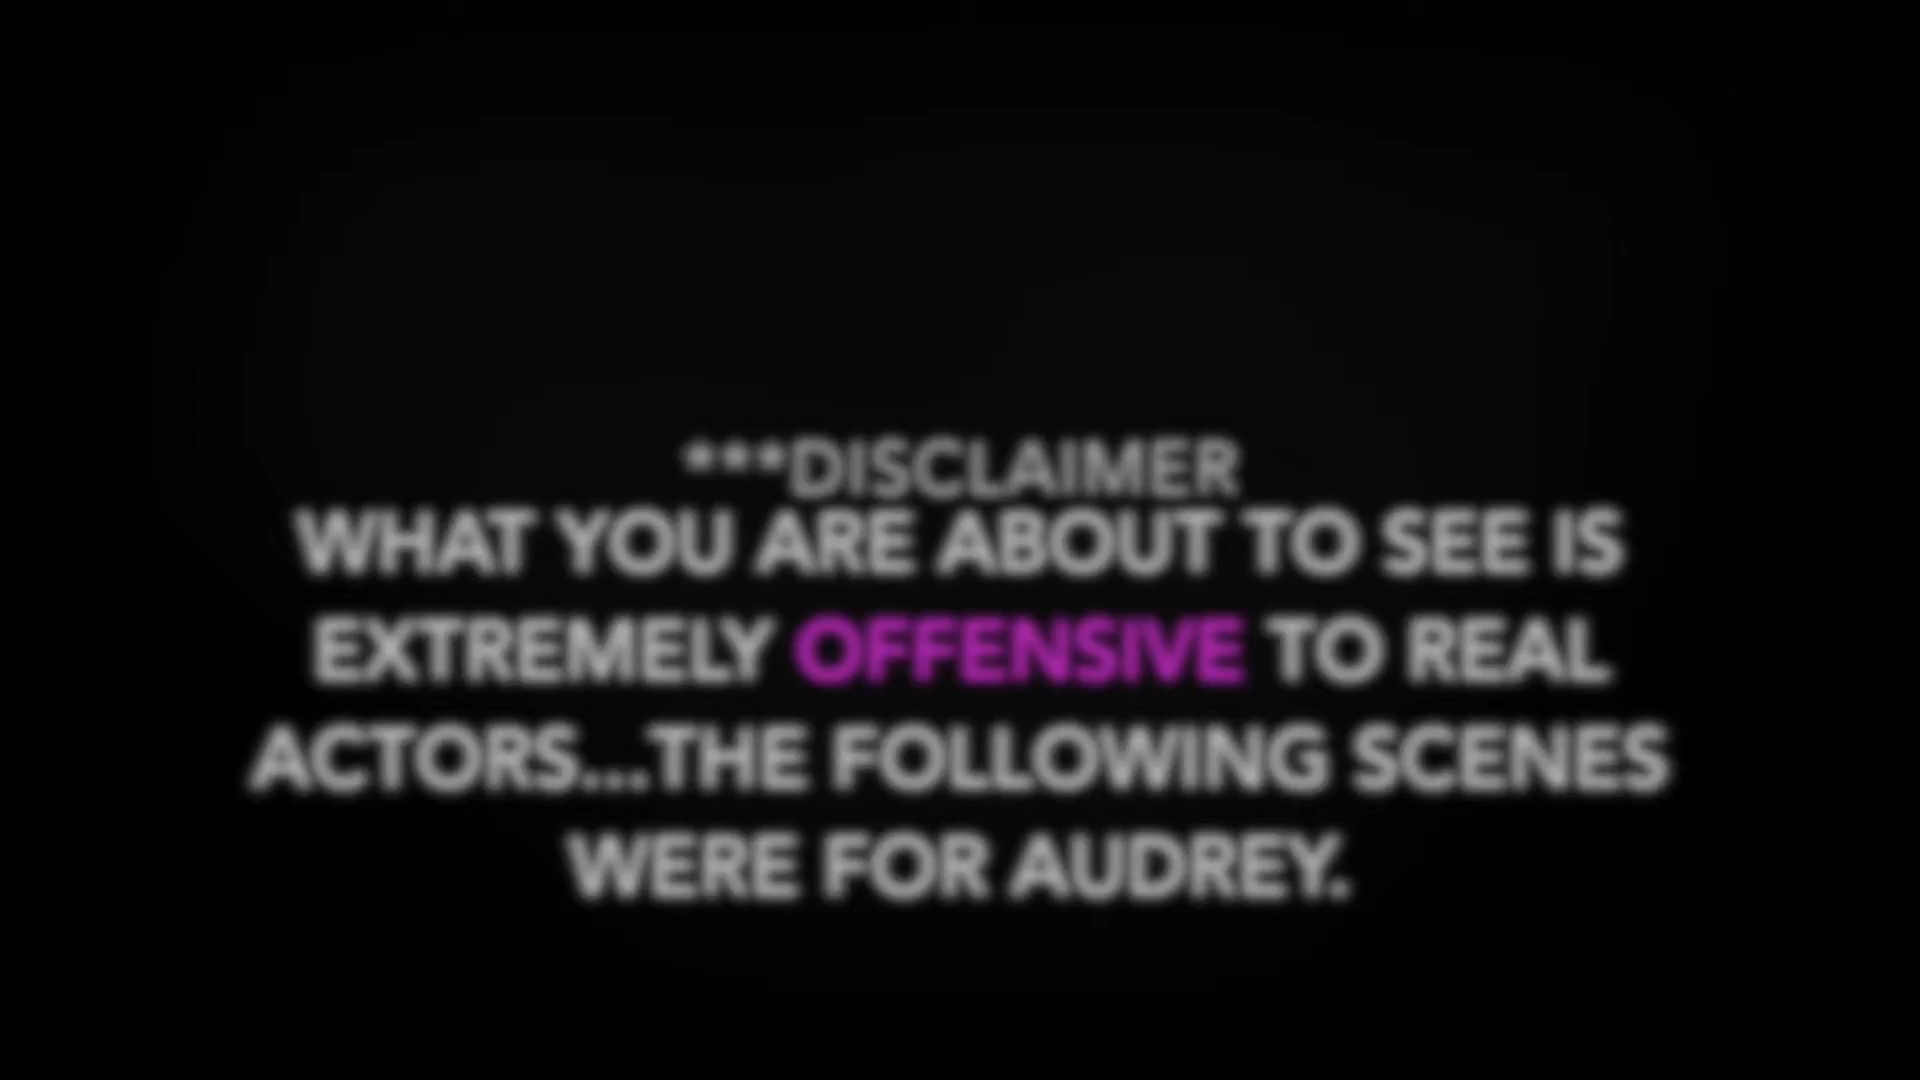 ***DISCLAIMER
WHAT YOU ARE ABOUT TO SEE IS
EXTREMELY OFFENSIVE TO REAL
ACTORS...THE FOLLOWING SCENES
WERE FOR AUDREY.